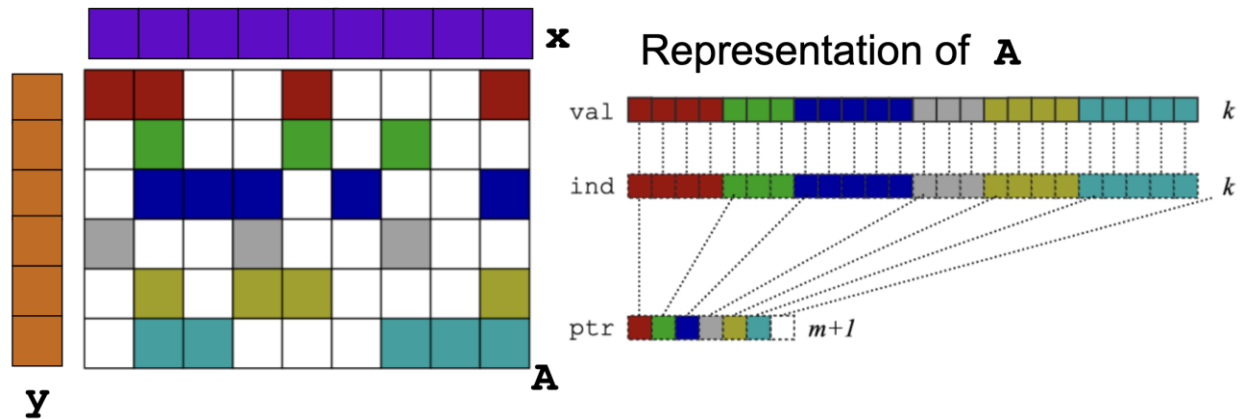 x
Representation of A
val k
ind k
ptr m+1
A
y